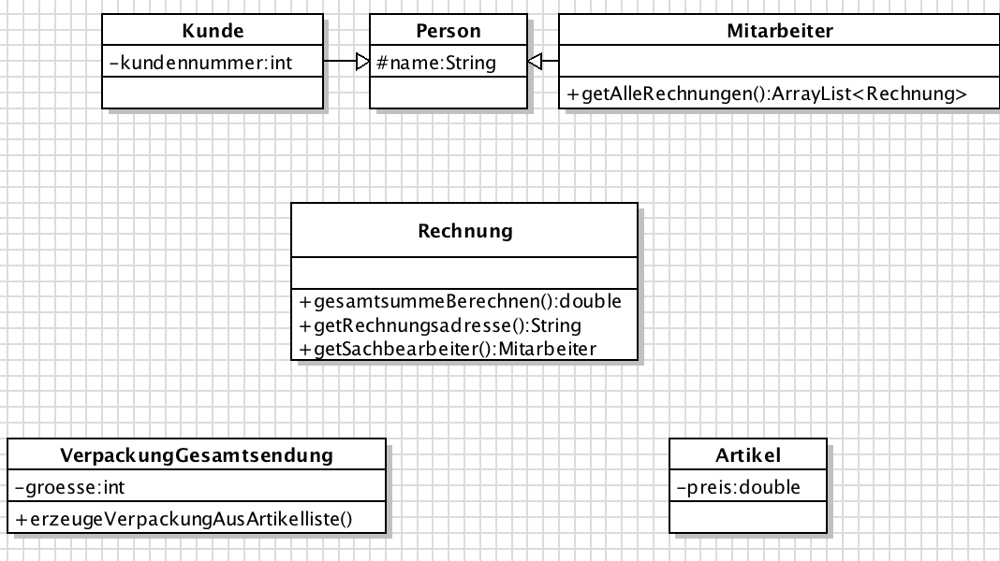 Kunde
-kundennummer:int
Person
#name:String
Mitarbeiter
+getAlleRechnungen():ArrayList<Rechnung>
Rechnung
+gesamtsummeBerechnen():double
+getRechnungsadresse():String
+getSachbearbeiter():Mitarbeiter
VerpackungGesamtsendung
-groesse:int
+erzeugeVerpackungAusArtikelliste()
Artikel
-preis:double